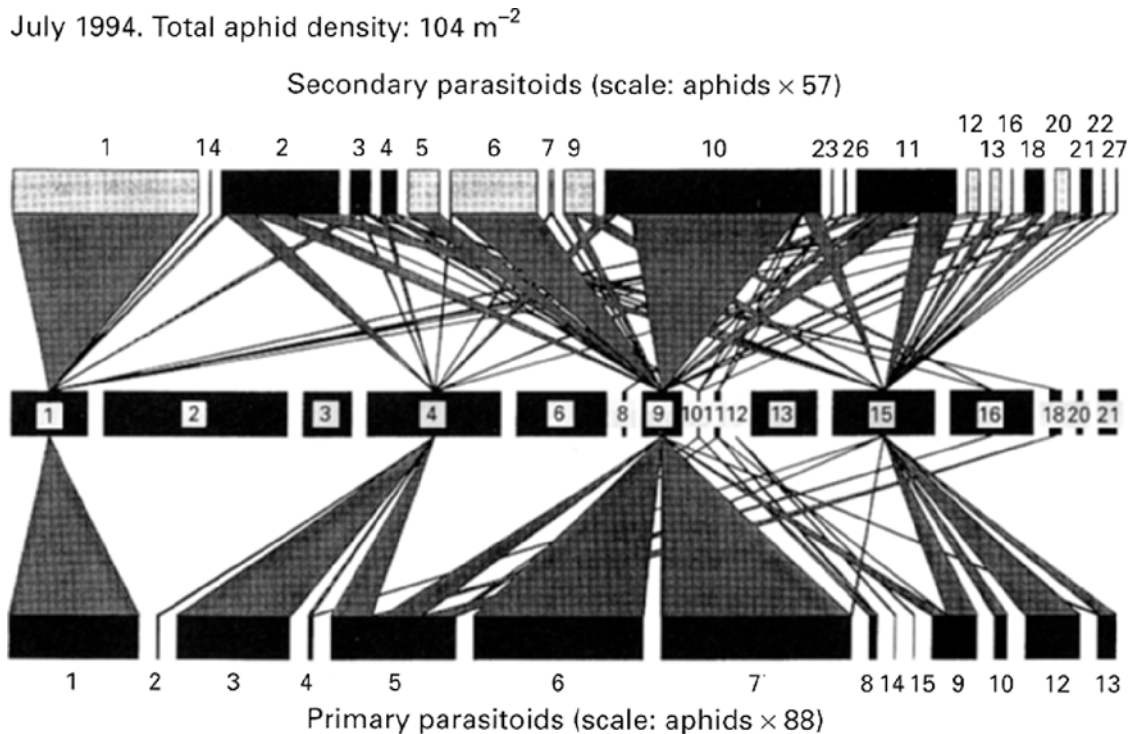 July 1994. Total aphid density: 104 m⁻²
Secondary parasitoids (scale: aphids × 57)
12 16 20 22
1 14 2 3 4 5 6 7 9 10 23 26 11 13 18 21 27
1 2 3 4 6 8 9 10 11 12 13 15 16 18 20 21
1 2 3 4 5 6 7 8 14 15 9 10 12 13
Primary parasitoids (scale: aphids × 88)